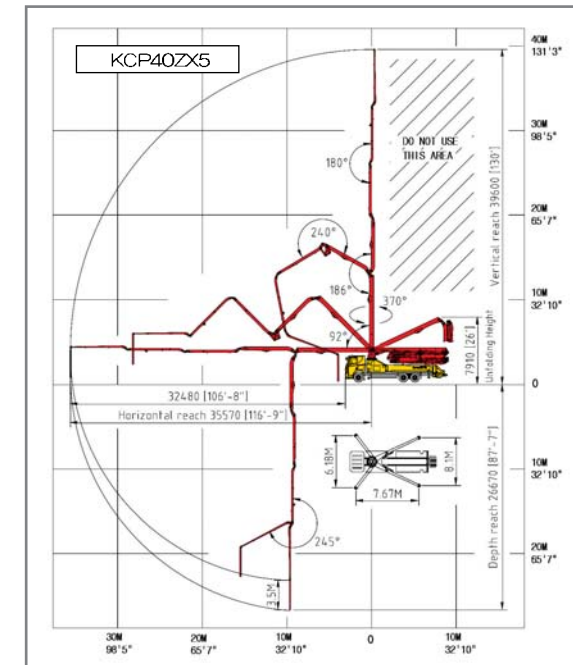 KCP40ZX5
40M
131'3"
30M
98'5"
20M
65'7"
10M
32'10"
0
10M
32'10"
20M
65'7"
DO NOT USE
THIS AREA
Vertical reach 39600 [130']
7910 [26']
Unfolding Height
Depth reach 26670 [87'-7"]
180°
240°
186°
370°
92°
32480 [106'-8"]
Horizontal reach 35570 [116'-9"]
6.18M
8.1M
7.67M
245°
3.5M
30M
98'5"
20M
65'7"
10M
32'10"
0
10M
32'10"